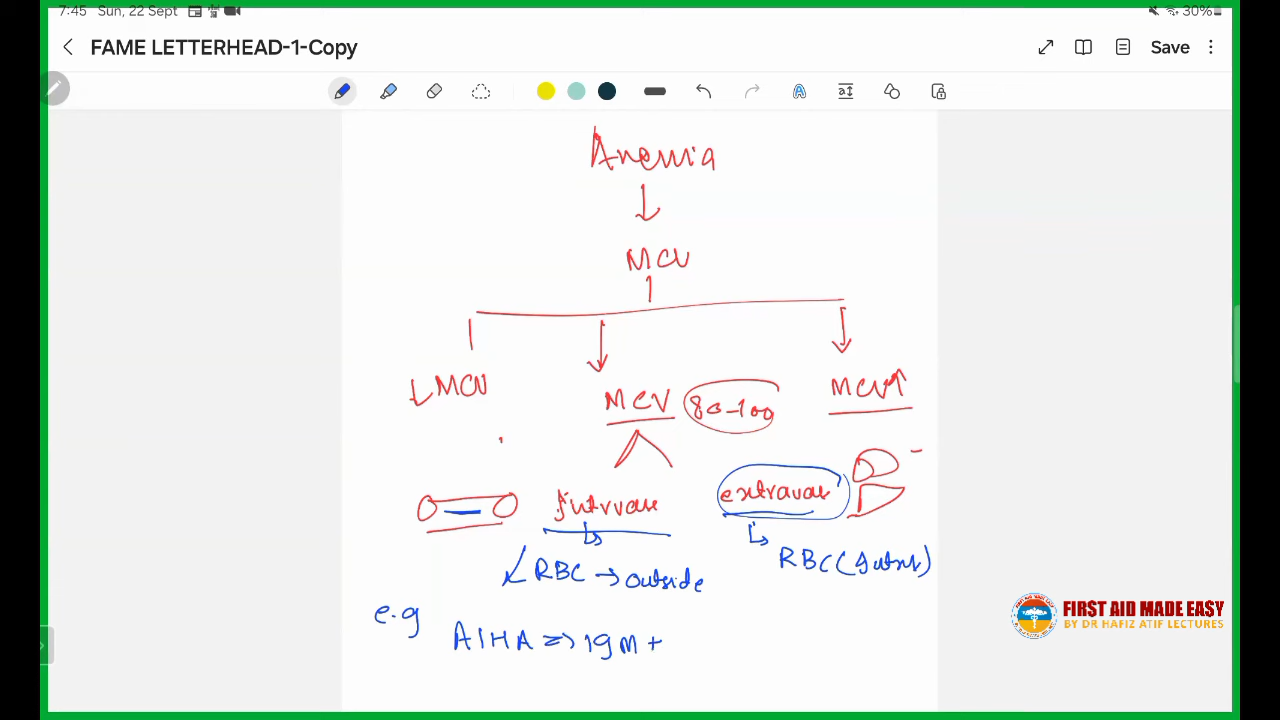 7:45 Sun, 22 Sept 30%
FAME LETTERHEAD-1-Copy
Save
Anemia
MCV
↓ MCV
MCV 80-100
MCV↑
Intravas
extravas
RBC → outside
RBC (Intrs)
e.g
AIHA => IgM +
FIRST AID MADE EASY
BY DR HAFIZ ATIF LECTURES